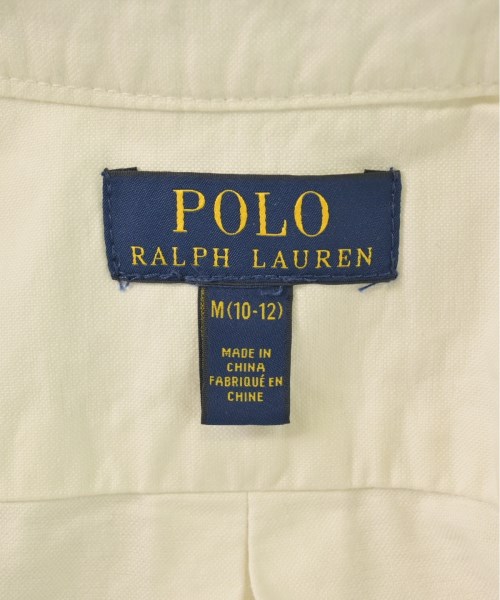 POLO
RALPH LAUREN
M(10-12)
MADE IN
CHINA
FABRIQUÉ EN
CHINE